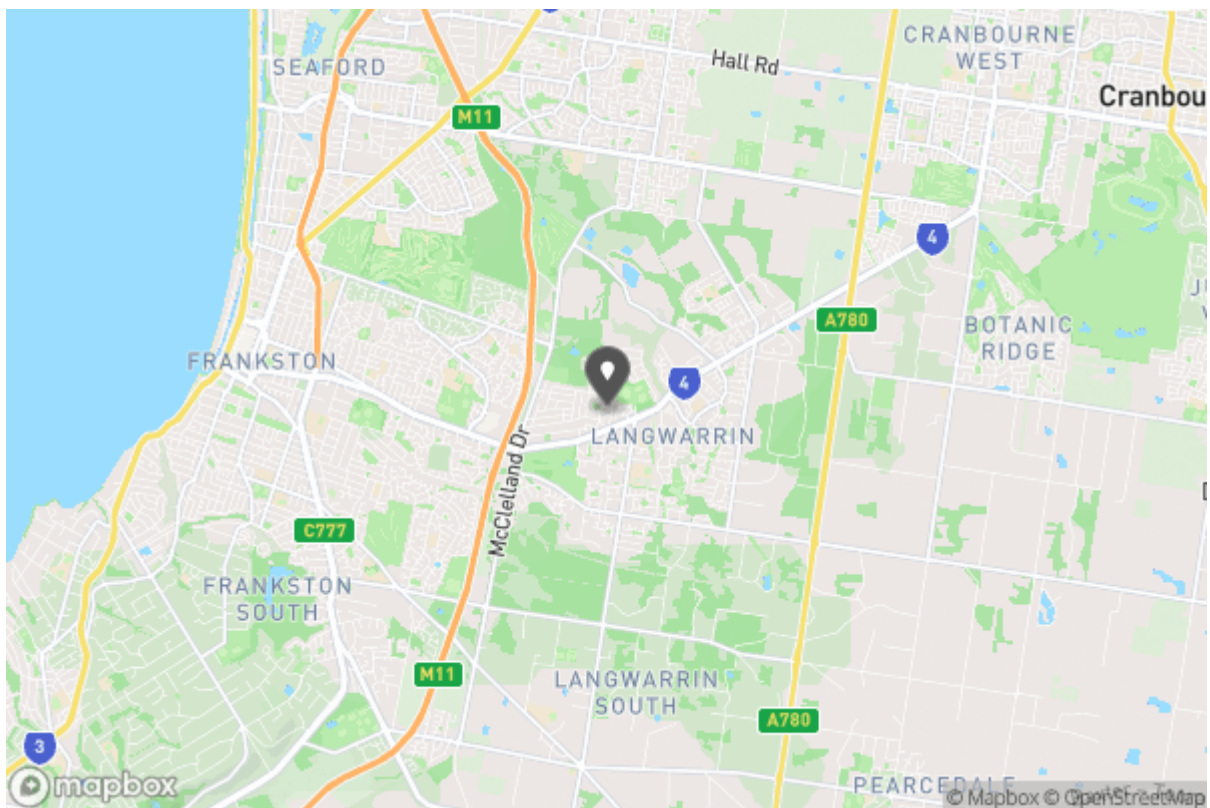 SEAFORD
Hall Rd
CRANBOURNE
WEST
Cranbou
M11
4
A780
BOTANIC
RIDGE
FRANKSTON
4
LANGWARRIN
McClelland Dr
C777
FRANKSTON
SOUTH
M11
LANGWARRIN
SOUTH
A780
3
PEARCEDALE
mapbox
© Mapbox © OpenStreetMap